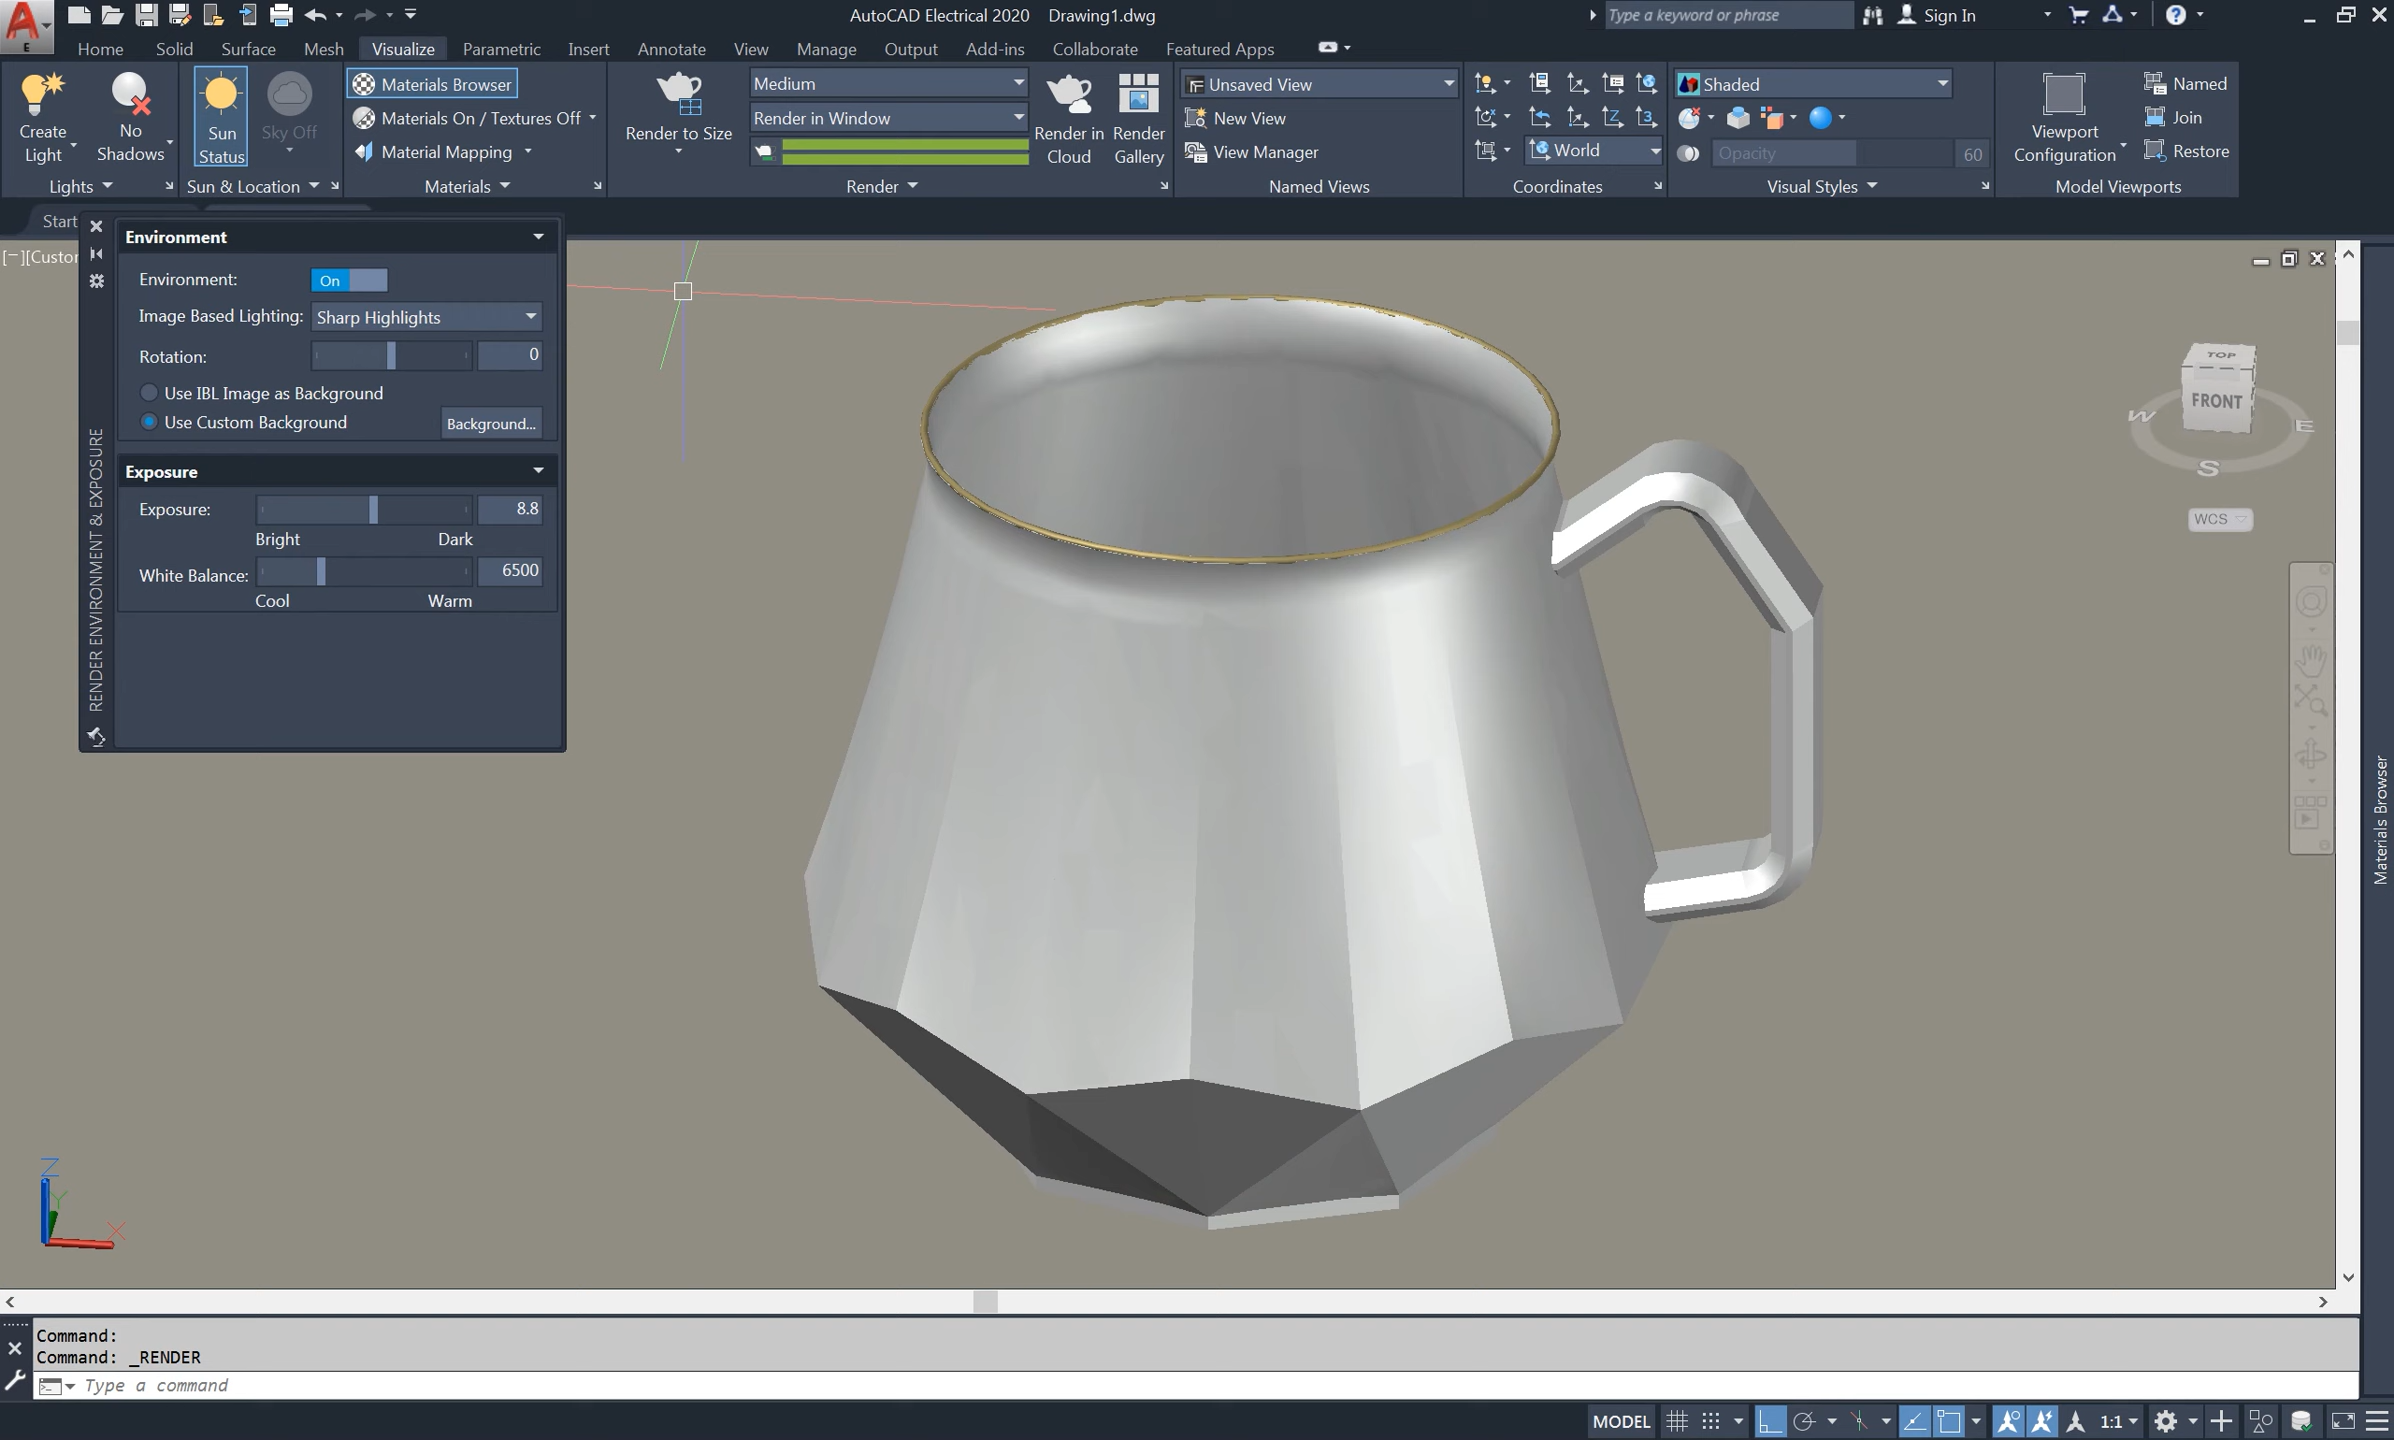 AutoCAD Electrical 2020 Drawing1.dwg
Type a keyword or phrase
Sign In
E
Home Solid Surface Mesh Visualize Parametric Insert Annotate View Manage Output Add-ins Collaborate Featured Apps
Create
Light
No
Shadows
Lights
Sun
Status
Sky Off
Sun & Location
Materials Browser
Materials On / Textures Off
Material Mapping
Materials
Render to Size
Medium
Render in Window
Render in
Cloud
Render
Gallery
Render
Unsaved View
New View
View Manager
Named Views
World
Coordinates
Shaded
Opacity 60
Visual Styles
Viewport
Configuration
Named
Join
Restore
Model Viewports
Start
[−][Custo
RENDER ENVIRONMENT & EXPOSURE
Environment
Environment: On
Image Based Lighting: Sharp Highlights
Rotation: 0
Use IBL Image as Background
Use Custom Background Background...
Exposure
Exposure: 8.8
Bright Dark
White Balance: 6500
Cool Warm
TOP
FRONT
W
E
S
WCS
Materials Browser
Z
Y
X
Command:
Command: _RENDER
Type a command
MODEL
1:1